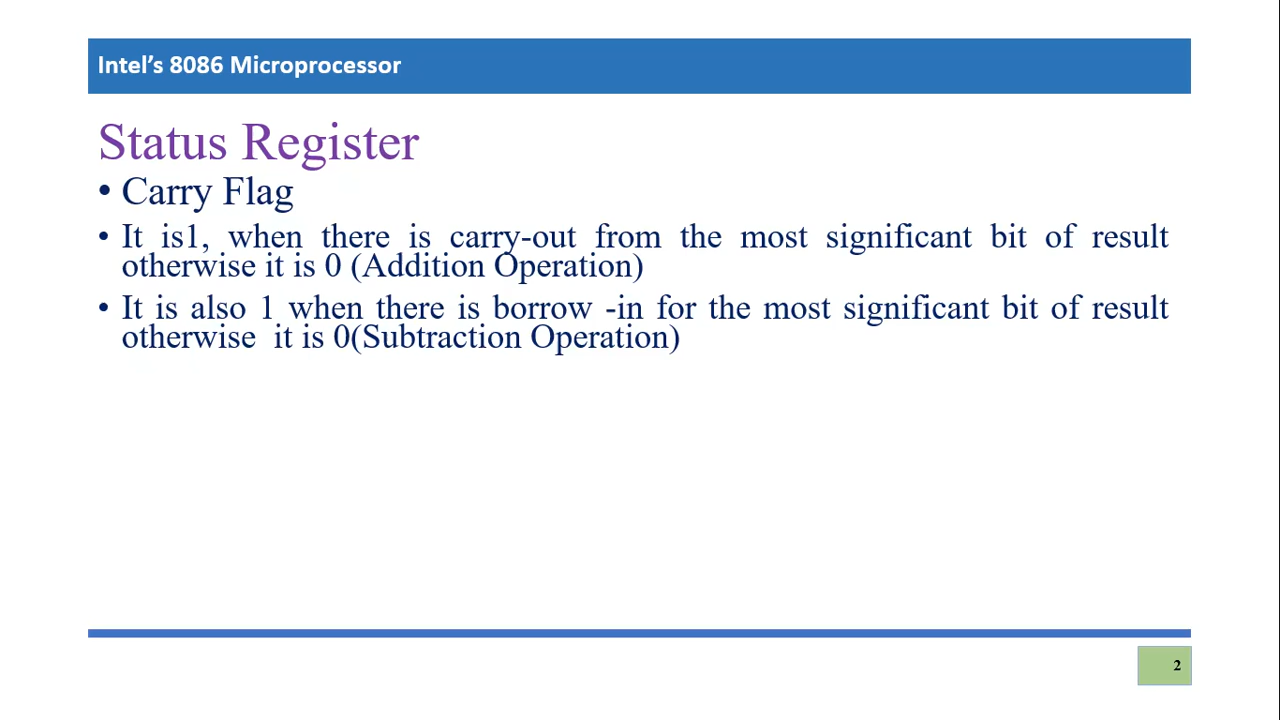 Intel’s 8086 Microprocessor
Status Register
• Carry Flag
• It is1, when there is carry-out from the most significant bit of result
otherwise it is 0 (Addition Operation)
• It is also 1 when there is borrow -in for the most significant bit of result
otherwise  it is 0(Subtraction Operation)
2